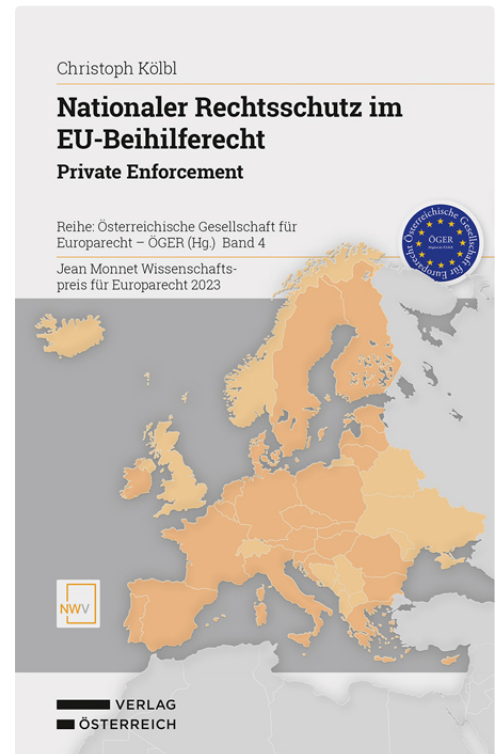 Christoph Kölbl
Nationaler Rechtsschutz im
EU-Beihilferecht
Private Enforcement
Reihe: Österreichische Gesellschaft für
Europarecht – ÖGER (Hg.)  Band 4
Jean Monnet Wissenschafts-
preis für Europarecht 2023
Österreichische Gesellschaft für Europarecht
ÖGER
NWV
VERLAG
ÖSTERREICH